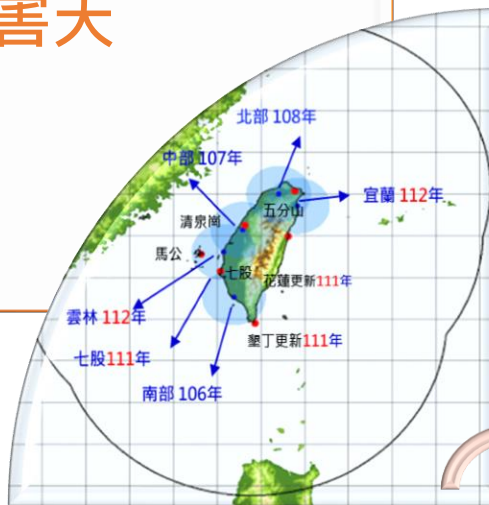 害大
北部 108年
中部 107年
宜蘭 112年
五分山
清泉崗
馬公
七股
花蓮更新111年
雲林 112年
墾丁更新111年
七股111年
南部 106年